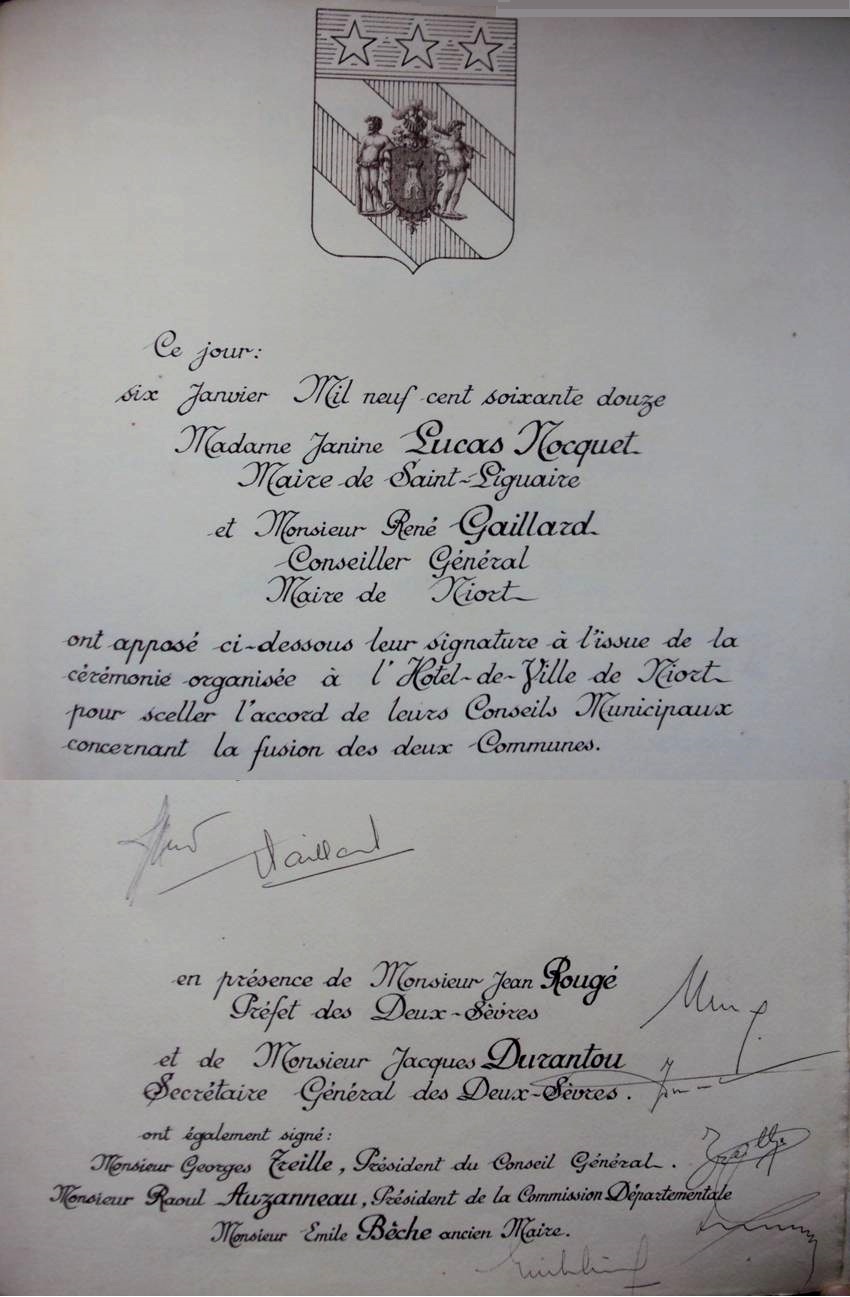 Ce jour:
six Janvier Mil neuf cent soixante douze
Madame Janine Lucas Nocquet
Maire de Saint-Liguaire
et Monsieur René Gaillard
Conseiller Général
Maire de Niort
ont apposé ci-dessous leur signature à l'issue de la
cérémonie organisée à l'Hôtel-de-Ville de Niort
pour sceller l'accord de leurs Conseils Municipaux
concernant la fusion des deux Communes.
Gaillard
en présence de Monsieur Jean Rougé
Préfet des Deux-Sèvres
et de Monsieur Jacques Durantou
Secrétaire Général des Deux-Sèvres.
ont également signé:
Monsieur Georges Treille, Président du Conseil Général.
Monsieur Raoul Auzanneau, Président de la Commission Départementale
Monsieur Emile Bèche ancien Maire.